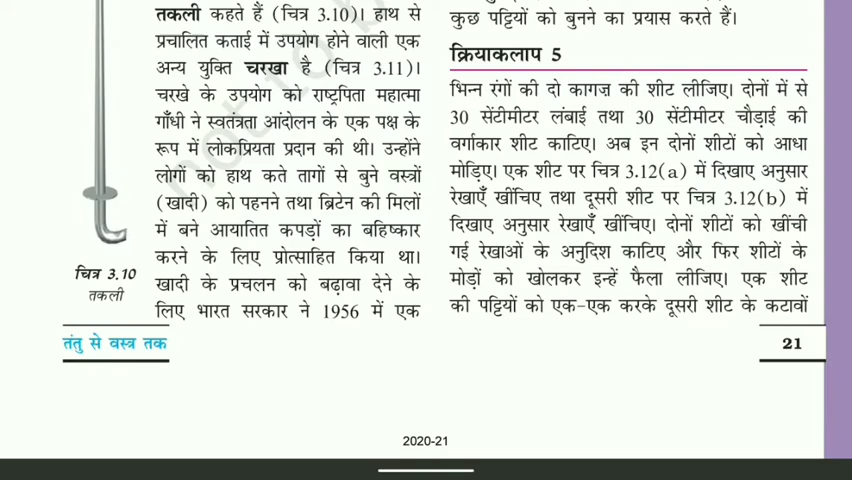 तकली कहते हैं (चित्र 3.10)। हाथ से
प्रचालित कताई में उपयोग होने वाली एक
अन्य युक्ति चरखा है (चित्र 3.11)।
चरखे के उपयोग को राष्ट्रपिता महात्मा
गाँधी ने स्वतंत्रता आंदोलन के एक पक्ष के
रूप में लोकप्रियता प्रदान की थी। उन्होंने
लोगों को हाथ कते तागों से बुने वस्त्रों
(खादी) को पहनने तथा ब्रिटेन की मिलों
में बने आयातित कपड़ों का बहिष्कार
करने के लिए प्रोत्साहित किया था।
खादी के प्रचलन को बढ़ावा देने के
लिए भारत सरकार ने 1956 में एक
चित्र 3.10
तकली
कुछ पट्टियों को बुनने का प्रयास करते हैं।
क्रियाकलाप 5
भिन्न रंगों की दो कागज़ की शीट लीजिए। दोनों में से
30 सेंटीमीटर लंबाई तथा 30 सेंटीमीटर चौड़ाई की
वर्गाकार शीट काटिए। अब इन दोनों शीटों को आधा
मोड़िए। एक शीट पर चित्र 3.12(a) में दिखाए अनुसार
रेखाएँ खींचिए तथा दूसरी शीट पर चित्र 3.12(b) में
दिखाए अनुसार रेखाएँ खींचिए। दोनों शीटों को खींची
गई रेखाओं के अनुदिश काटिए और फिर शीटों के
मोड़ों को खोलकर इन्हें फैला लीजिए। एक शीट
की पट्टियों को एक-एक करके दूसरी शीट के कटावों
तंतु से वस्त्र तक
21
2020-21
not to b